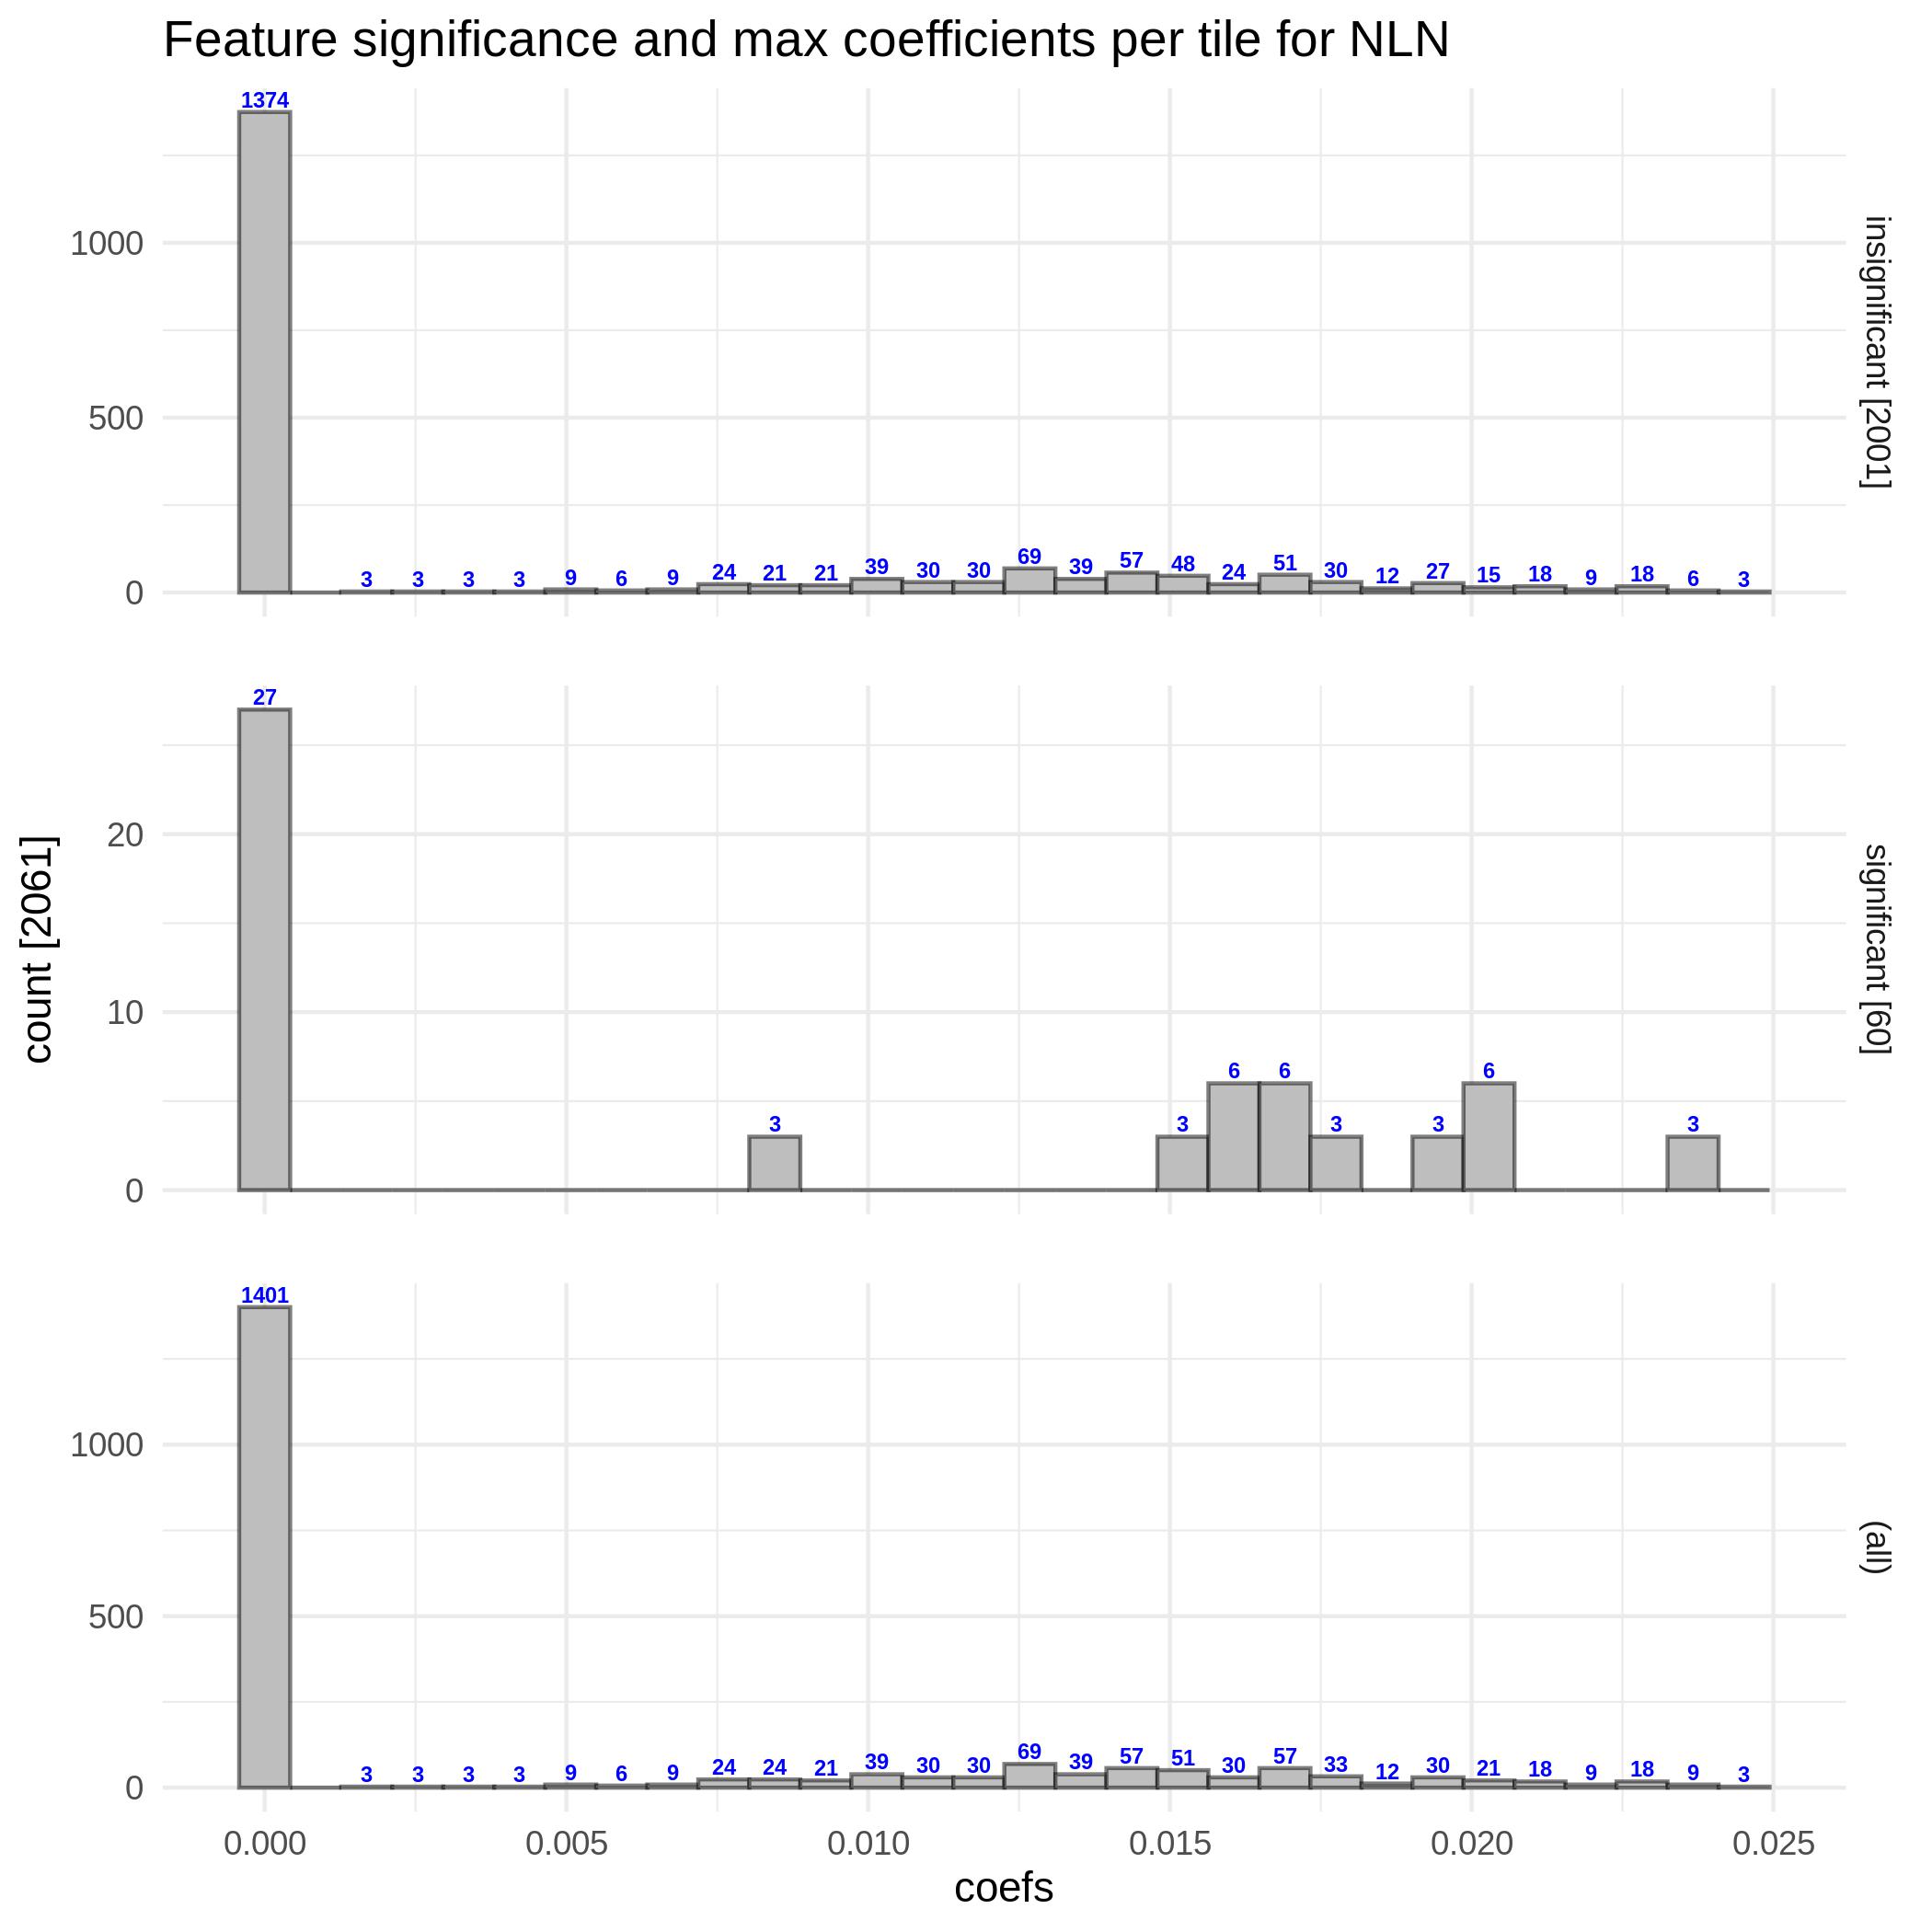 Feature significance and max coefficients per tile for NLN
1374
3 3 3 3 9 6 9 24 21 21 39 30 30 69 39 57 48 24 51 30 12 27 15 18 9 18 6 3
1000
500
0
insignificant [2001]
27
3 3 6 6 3 3 6 3
20
10
0
significant [60]
count [2061]
1401
3 3 3 3 9 6 9 24 24 21 39 30 30 69 39 57 51 30 57 33 12 30 21 18 9 18 9 3
1000
500
0
(all)
0.000 0.005 0.010 0.015 0.020 0.025
coefs